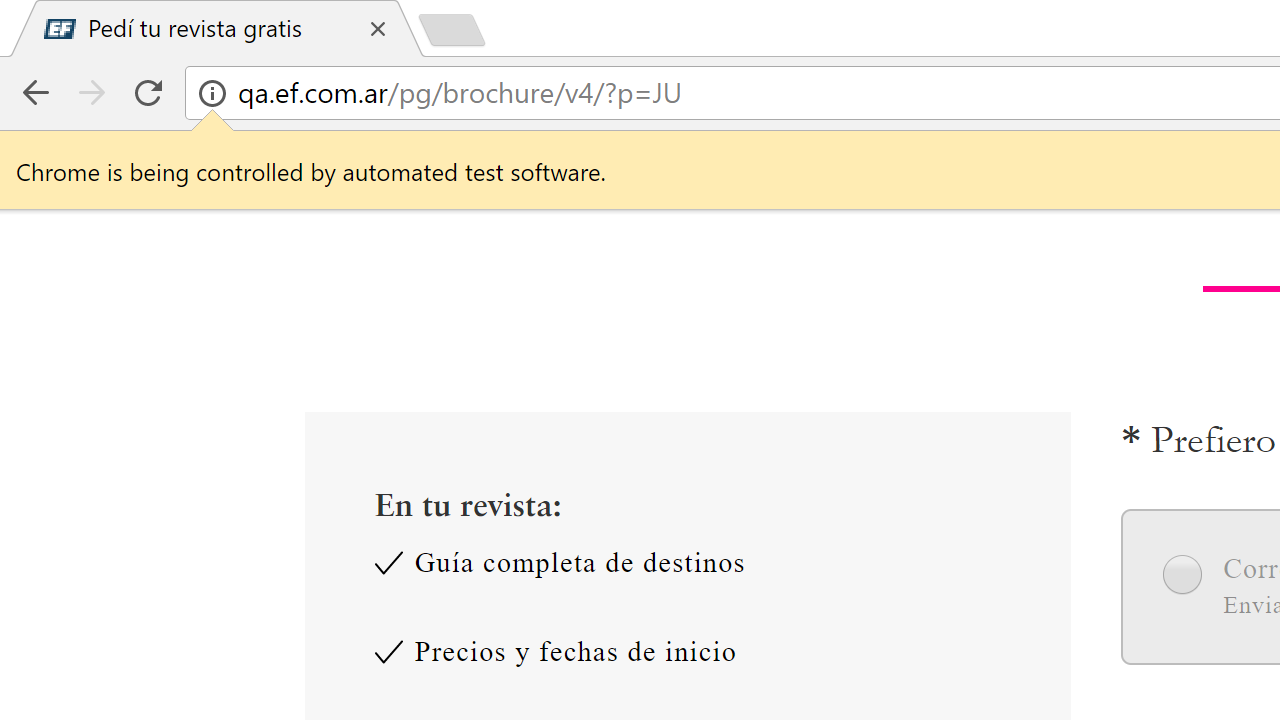 EF Pedí tu revista gratis
qa.ef.com.ar/pg/brochure/v4/?p=JU
Chrome is being controlled by automated test software.
* Prefiero
En tu revista:
Guía completa de destinos
Corr
Envia
Precios y fechas de inicio